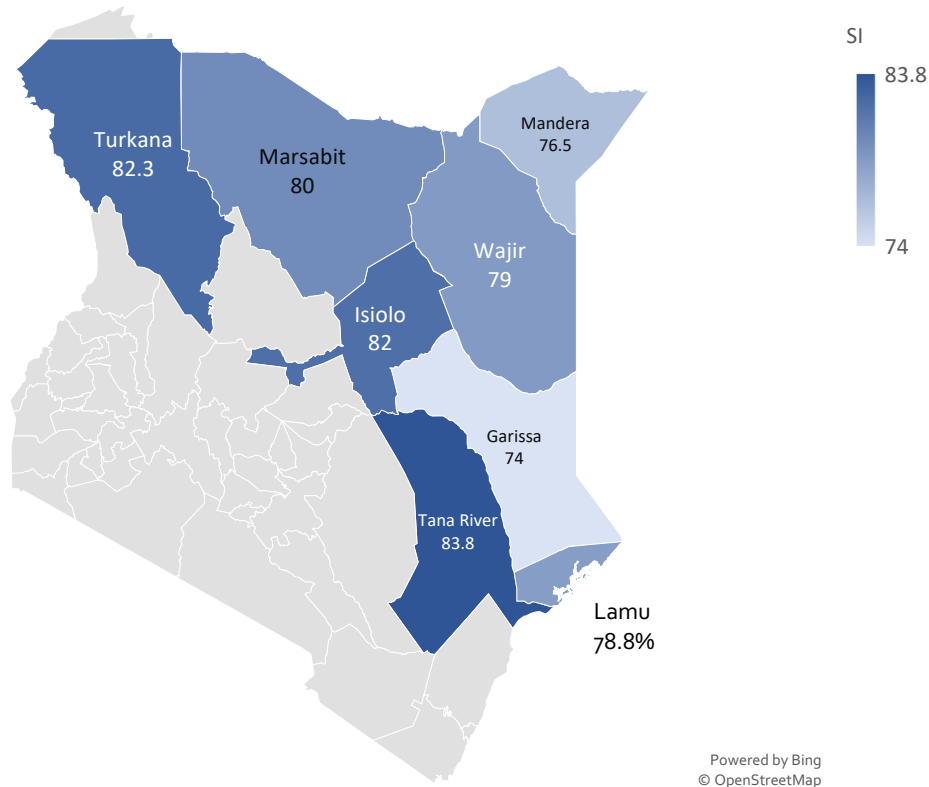 SI
83.8
74
Turkana
82.3
Marsabit
80
Mandera
76.5
Wajir
79
Isiolo
82
Garissa
74
Tana River
83.8
Lamu
78.8%
Powered by Bing
© OpenStreetMap